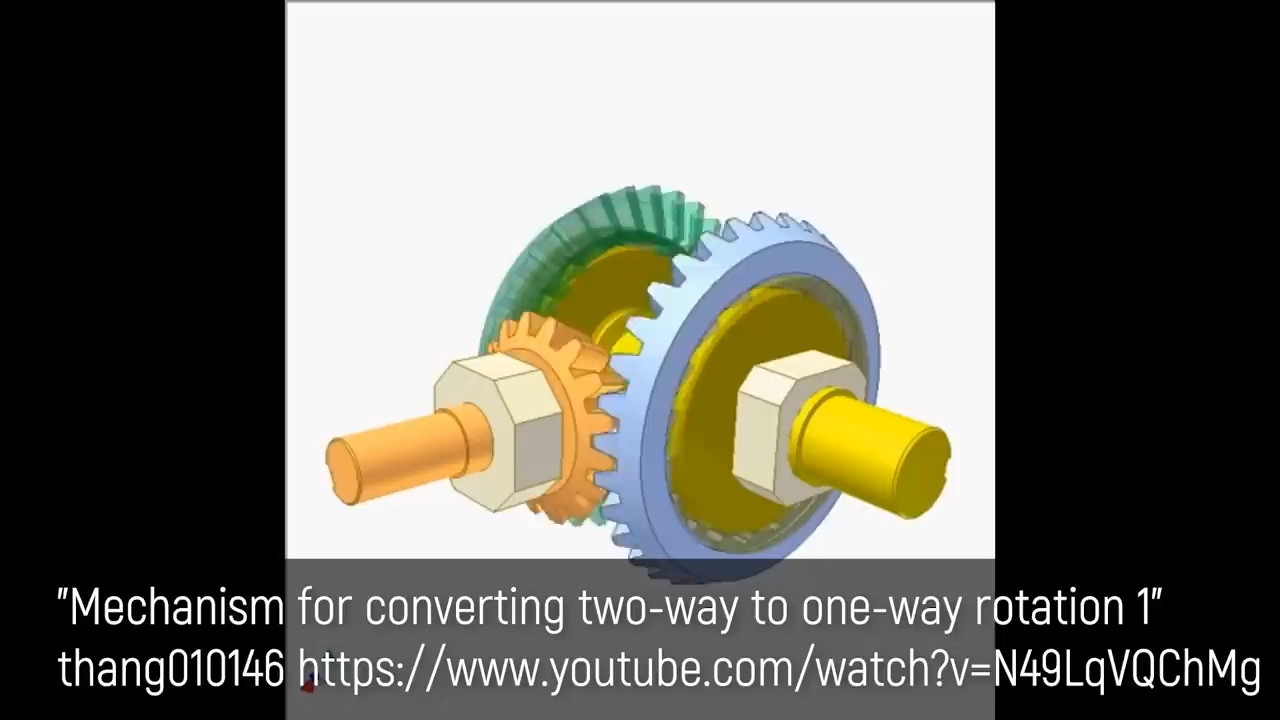 "Mechanism for converting two-way to one-way rotation 1"
thang010146 https://www.youtube.com/watch?v=N49LqVQChMg